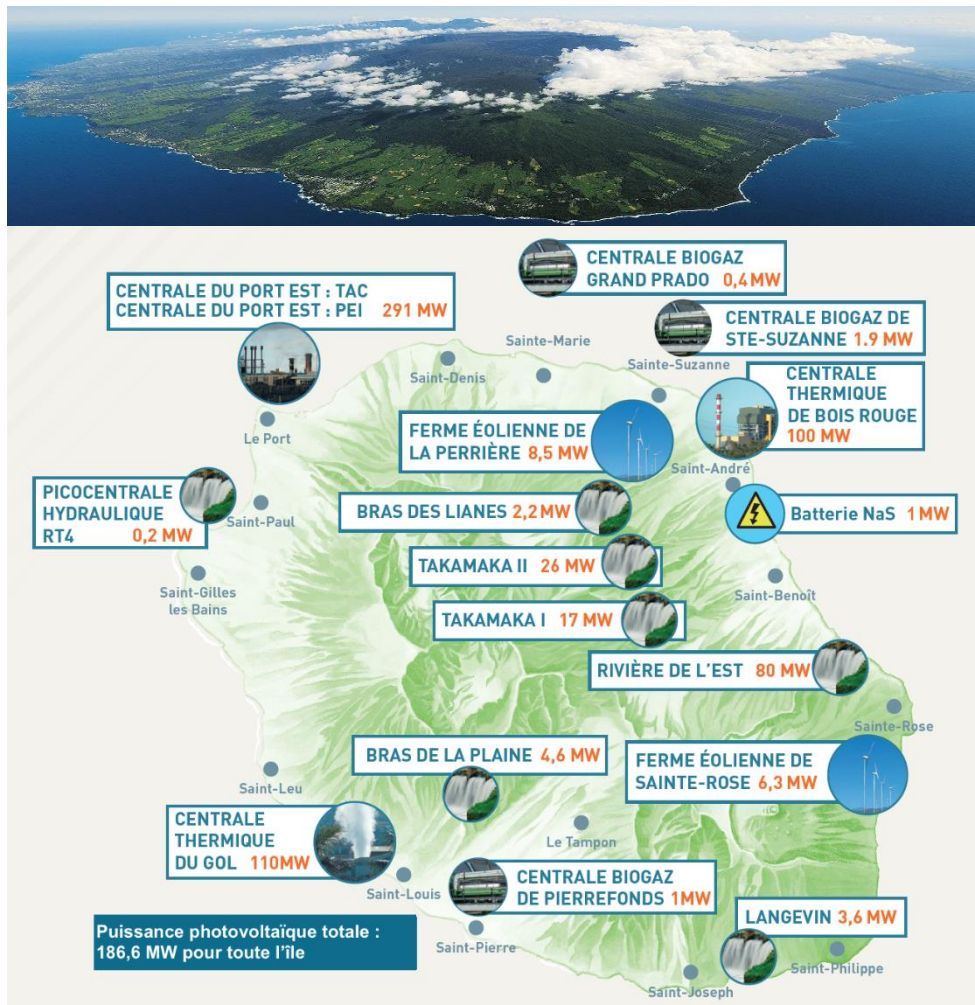 CENTRALE BIOGAZ
GRAND PRADO 0,4 MW
CENTRALE DU PORT EST : TAC
CENTRALE DU PORT EST : PEI 291 MW
CENTRALE BIOGAZ DE
STE-SUZANNE 1.9 MW
Sainte-Marie
Sainte-Suzanne
Saint-Denis
CENTRALE
THERMIQUE
DE BOIS ROUGE
100 MW
Le Port
FERME ÉOLIENNE DE
LA PERRIÈRE 8,5 MW
Saint-André
PICOCENTRALE
HYDRAULIQUE
RT4 0,2 MW
Saint-Paul
BRAS DES LIANES 2,2 MW
Batterie NaS 1 MW
TAKAMAKA II 26 MW
Saint-Gilles
les Bains
Saint-Benoît
TAKAMAKA I 17 MW
RIVIÈRE DE L'EST 80 MW
Sainte-Rose
BRAS DE LA PLAINE 4,6 MW
FERME ÉOLIENNE DE
SAINTE-ROSE 6,3 MW
Saint-Leu
CENTRALE
THERMIQUE
DU GOL 110MW
Le Tampon
Saint-Louis
CENTRALE BIOGAZ
DE PIERREFONDS 1MW
LANGEVIN 3,6 MW
Puissance photovoltaïque totale :
186,6 MW pour toute l'île
Saint-Pierre
Saint-Philippe
Saint-Joseph